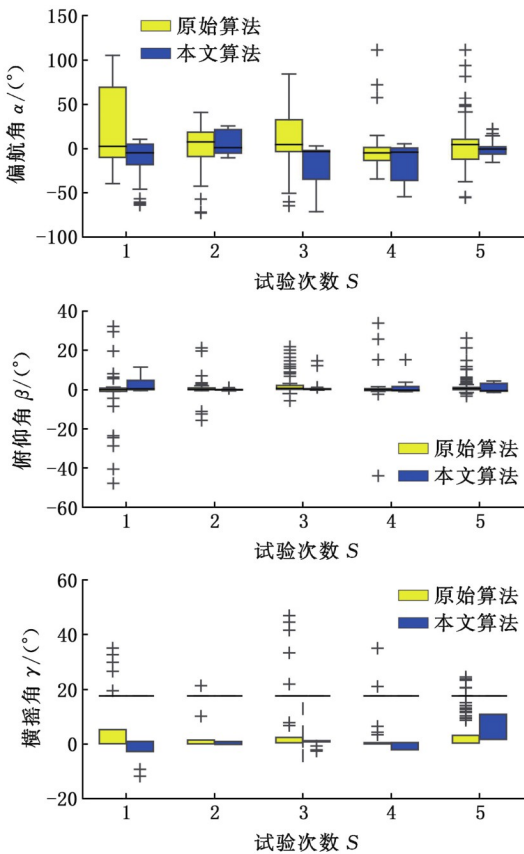 150
100
50
0
−50
−100
偏航角 α/(°)
原始算法
本文算法
1 2 3 4 5
试验次数 S
40
20
0
−20
−40
−60
俯仰角 β/(°)
原始算法
本文算法
1 2 3 4 5
试验次数 S
60
40
20
0
−20
横摇角 γ/(°)
原始算法
本文算法
1 2 3 4 5
试验次数 S